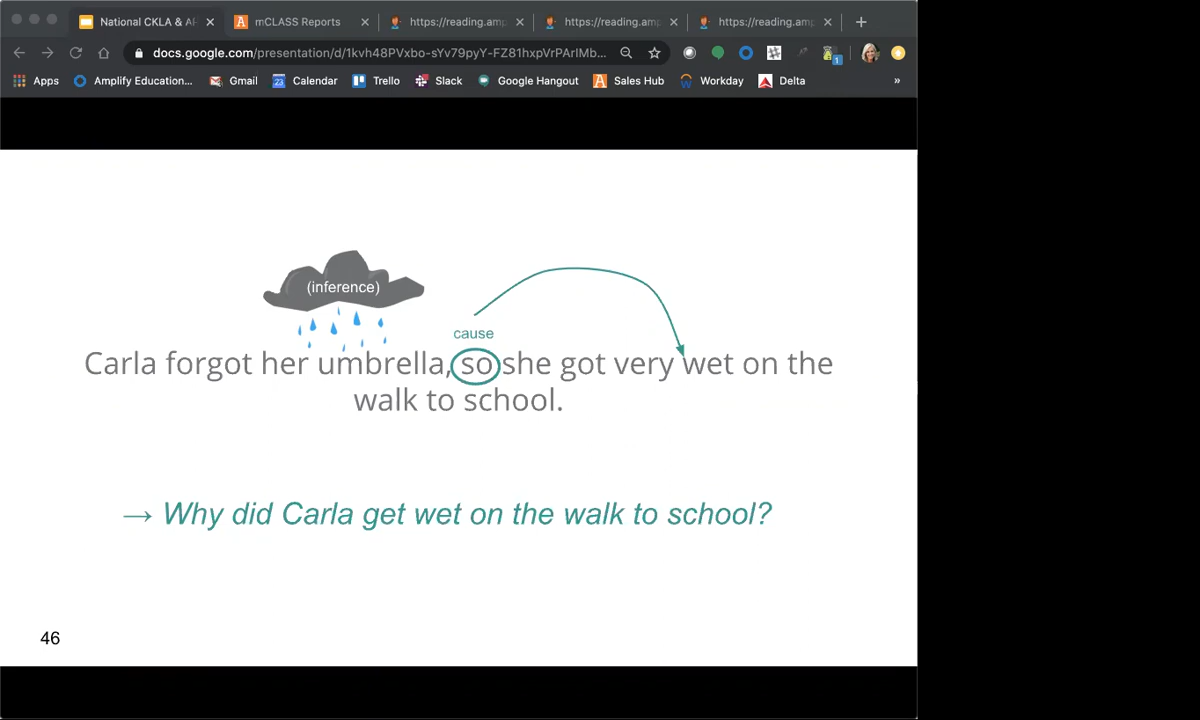 National CKLA & AF
mCLASS Reports
https://reading.amp
https://reading.amp
https://reading.amp
docs.google.com/presentation/d/1kvh48PVxbo-sYv79pyY-FZ81hxpVrPArIMb...
Apps
Amplify Education...
Gmail
Calendar
Trello
Slack
Google Hangout
Sales Hub
Workday
Delta
»
(inference)
cause
Carla forgot her umbrella, so she got very wet on the
walk to school.
→ Why did Carla get wet on the walk to school?
46